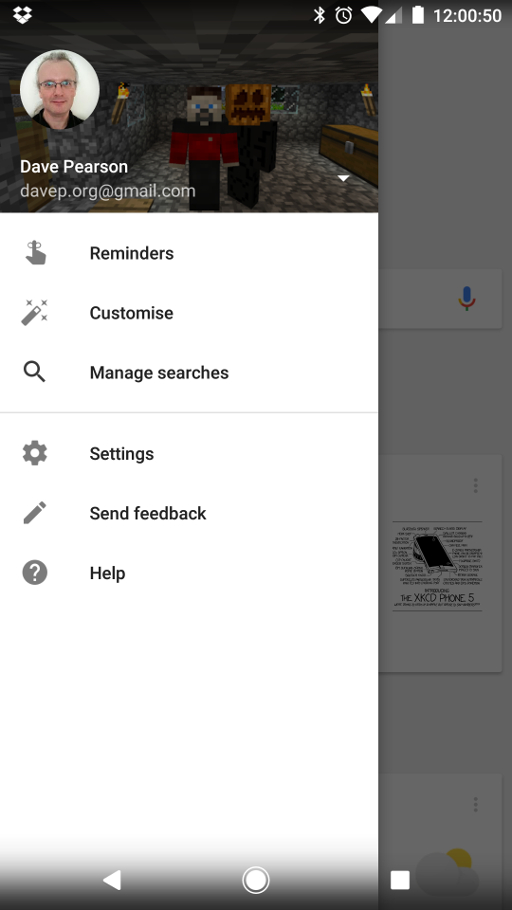 12:00:50
Dave Pearson
davep.org@gmail.com
Reminders
Customise
Manage searches
Settings
Send feedback
Help
INTRODUCING
THE XKCD PHONE 5